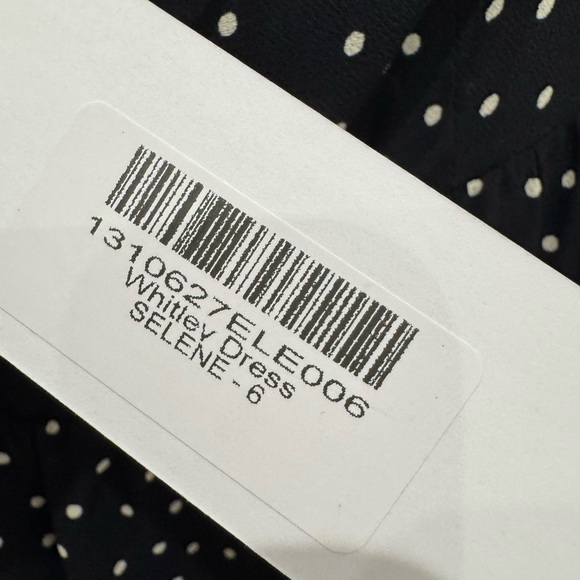 1310627ELE006
Whitley Dress
SELENE - 6